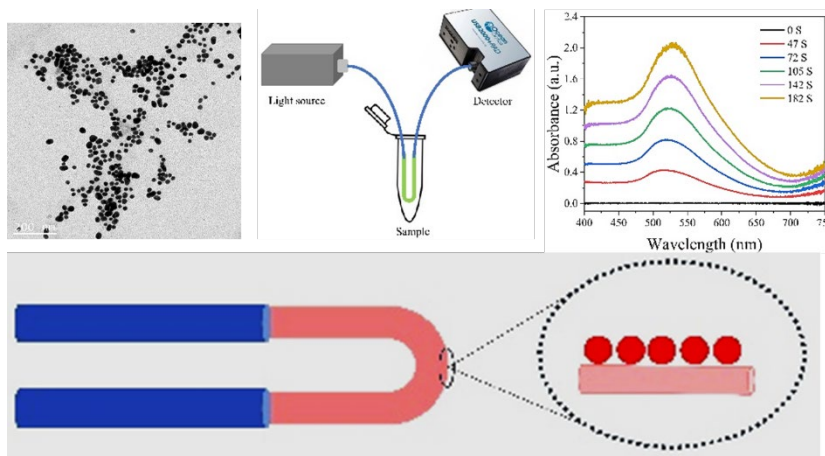 Light source
Detector
Sample
Absorbance (a.u.)
2.4
2.0
1.6
1.2
0.8
0.4
0.0
0 S
47 S
72 S
105 S
142 S
182 S
400 450 500 550 600 650 700
Wavelength (nm)